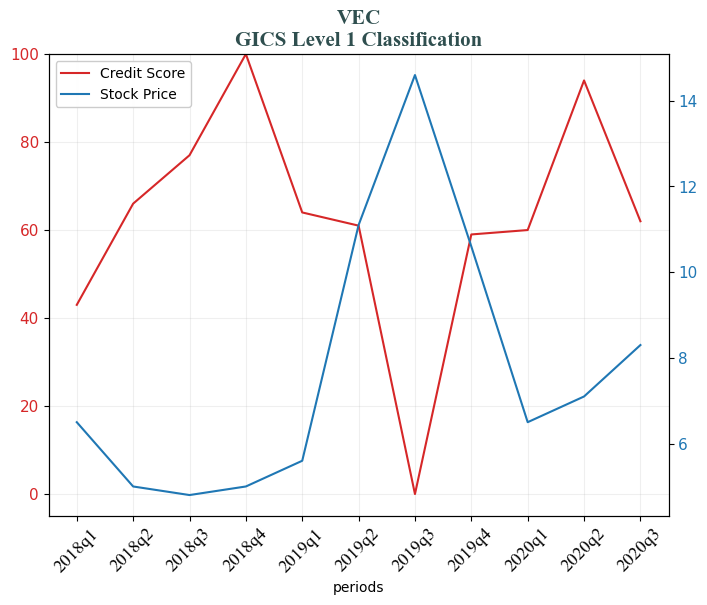 VEC
GICS Level 1 Classification
Credit Score
Stock Price
100
80
60
40
20
0
14
12
10
8
6
2018q1
2018q2
2018q3
2018q4
2019q1
2019q2
2019q3
2019q4
2020q1
2020q2
2020q3
periods